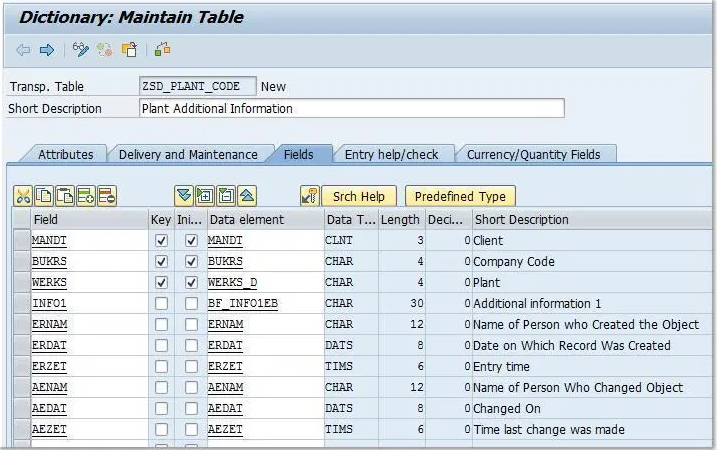 Dictionary: Maintain Table
Transp. Table ZSD_PLANT_CODE New
Short Description Plant Additional Information
Attributes Delivery and Maintenance Fields Entry help/check Currency/Quantity Fields
Srch Help Predefined Type
Field Key Ini... Data element Data T... Length Deci... Short Description
MANDT MANDT CLNT 3 0 Client
BUKRS BUKRS CHAR 4 0 Company Code
WERKS WERKS_D CHAR 4 0 Plant
INFO1 BF_INFO1EB CHAR 30 0 Additional information 1
ERNAM ERNAM CHAR 12 0 Name of Person who Created the Object
ERDAT ERDAT DATS 8 0 Date on Which Record Was Created
ERZET ERZET TIMS 6 0 Entry time
AENAM AENAM CHAR 12 0 Name of Person Who Changed Object
AEDAT AEDAT DATS 8 0 Changed On
AEZET AEZET TIMS 6 0 Time last change was made